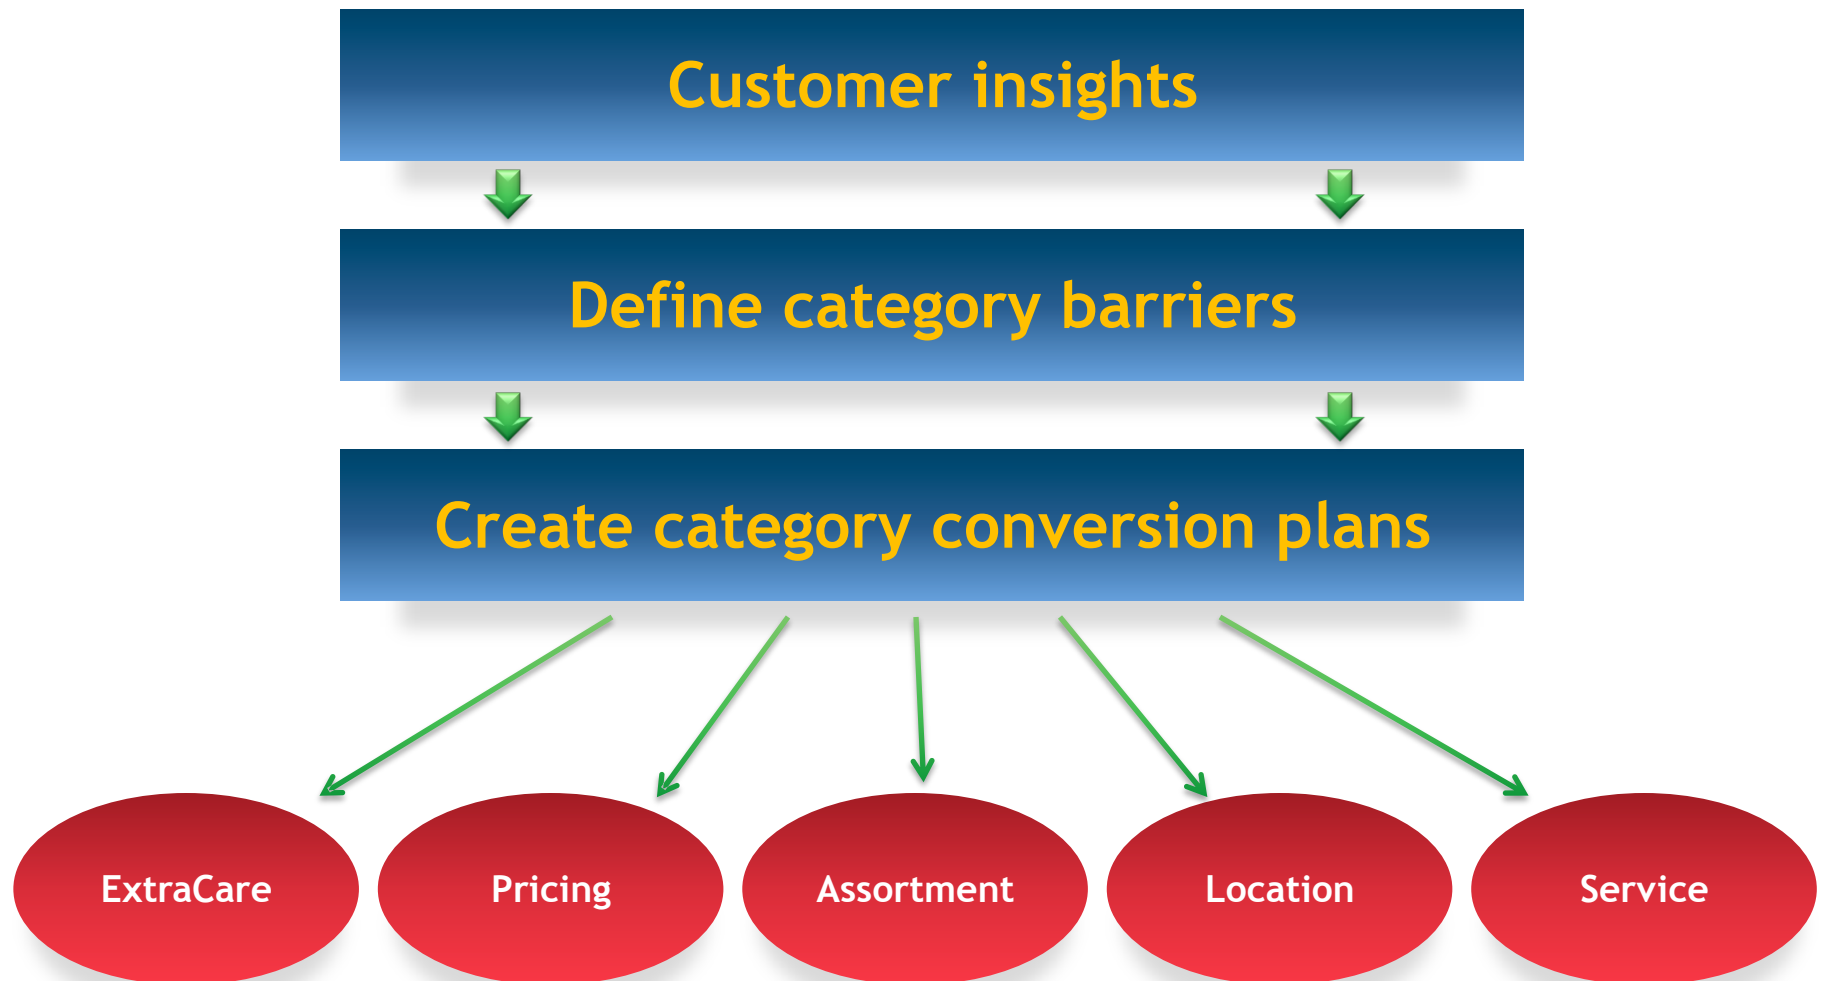 Customer insights
Define category barriers
Create category conversion plans
ExtraCare
Pricing
Assortment
Location
Service